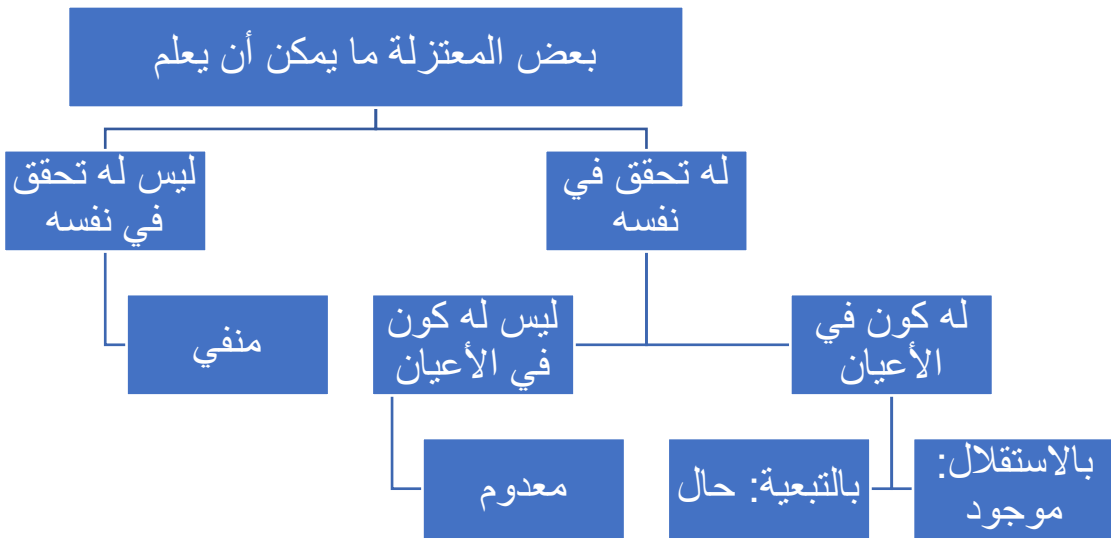 بعض المعتزلة ما يمكن أن يعلم
له تحقق في
نفسه
ليس له تحقق
في نفسه
له كون في
الأعيان
ليس له كون
في الأعيان
منفي
بالاستقلال:
موجود
بالتبعية: حال
معدوم